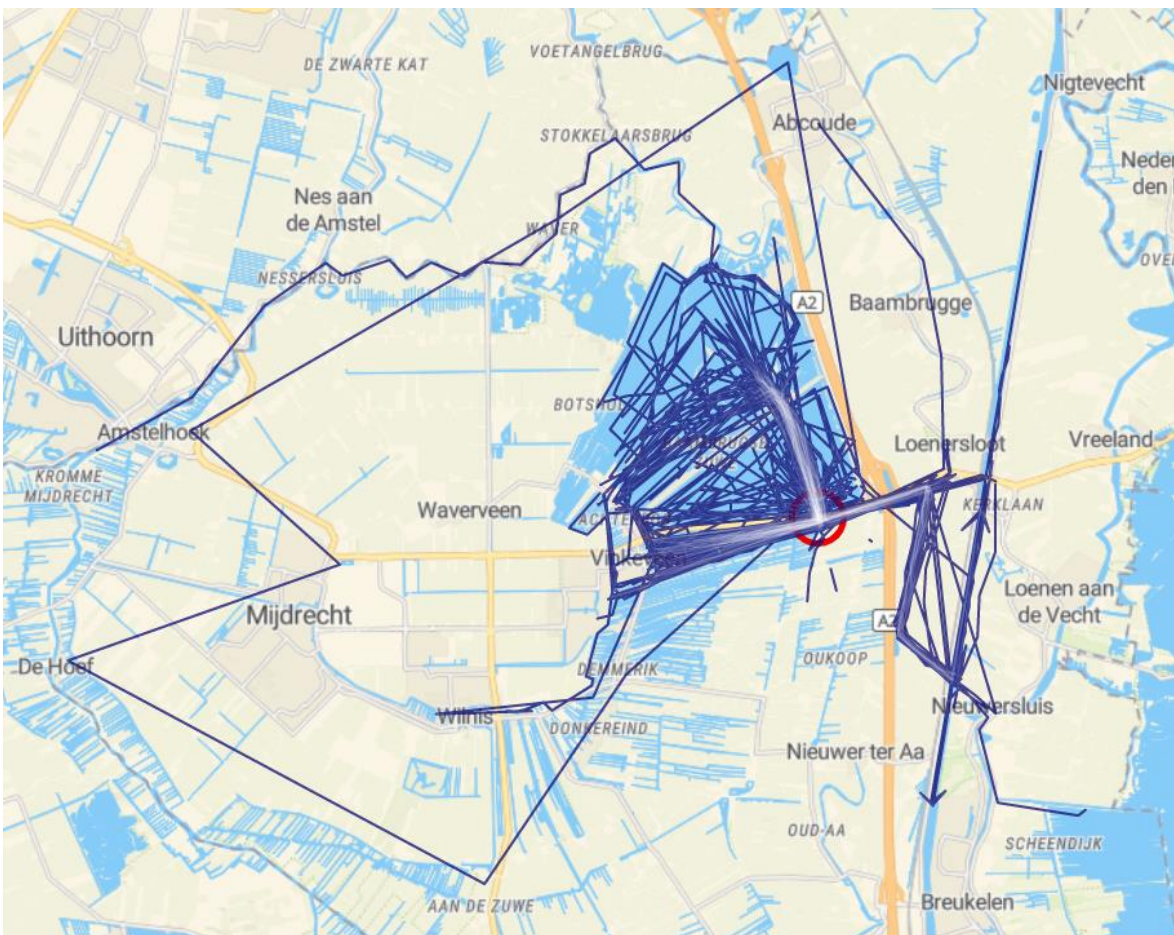 VOETANGELBRUG
DE ZWARTE KAT
Nigtevecht
Abcoude
STOKKELAARSBRUG
Neder
den
Nes aan
de Amstel
WAVER
OVE
NESSERSLUIS
A2
Baambrugge
Uithoorn
BOTSHOL
Amstelhoek
Loenersloot
Vreeland
KROMME
MIJDRECHT
KERKLAAN
Waverveen
Vinkeveen
Loenen aan
de Vecht
Mijdrecht
A2
De Hoef
DEMMERIK
OUKOOP
Wilnis
Nieuwersluis
DONKEREIND
Nieuwer ter Aa
OUD-AA
SCHEENDIJK
AAN DE ZUWE
Breukelen